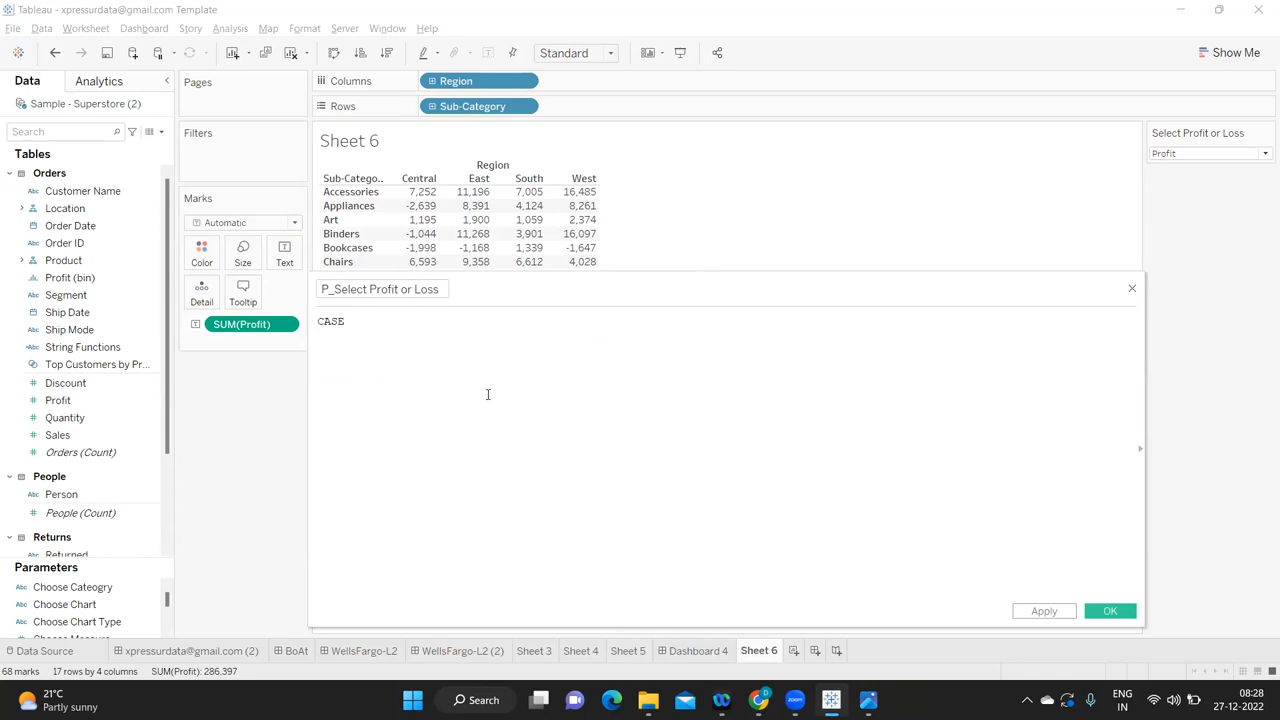 Tableau - xpressurdata@gmail.com Template
File Data Worksheet Dashboard Story Analysis Map Format Server Window Help
Standard
Show Me
Data Analytics
Sample - Superstore (2)
Search
Tables
Orders
Customer Name
Location
Order Date
Order ID
Product
Profit (bin)
Segment
Ship Date
Ship Mode
String Functions
Top Customers by Pr...
Discount
Profit
Quantity
Sales
Orders (Count)
People
Person
People (Count)
Returns
Returned
Parameters
Choose Cateogry
Choose Chart
Choose Chart Type
Choose Measure
Pages
Filters
Marks
Automatic
Color Size Text
Detail Tooltip
SUM(Profit)
Columns Region
Rows Sub-Category
Sheet 6
Region
Sub-Catego.. Central East South West
Accessories 7,252 11,196 7,005 16,485
Appliances -2,639 8,391 4,124 8,261
Art 1,195 1,900 1,059 2,374
Binders -1,044 11,268 3,901 16,097
Bookcases -1,998 -1,168 1,339 -1,647
Chairs 6,593 9,358 6,612 4,028
Select Profit or Loss
Profit
P_Select Profit or Loss
CASE
Apply OK
Data Source xpressurdata@gmail.com (2) BoAt WellsFargo-L2 WellsFargo-L2 (2) Sheet 3 Sheet 4 Sheet 5 Dashboard 4 Sheet 6
68 marks 17 rows by 4 columns SUM(Profit): 286,397
21°C
Partly sunny
Search
ENG
IN
08:28
27-12-2022